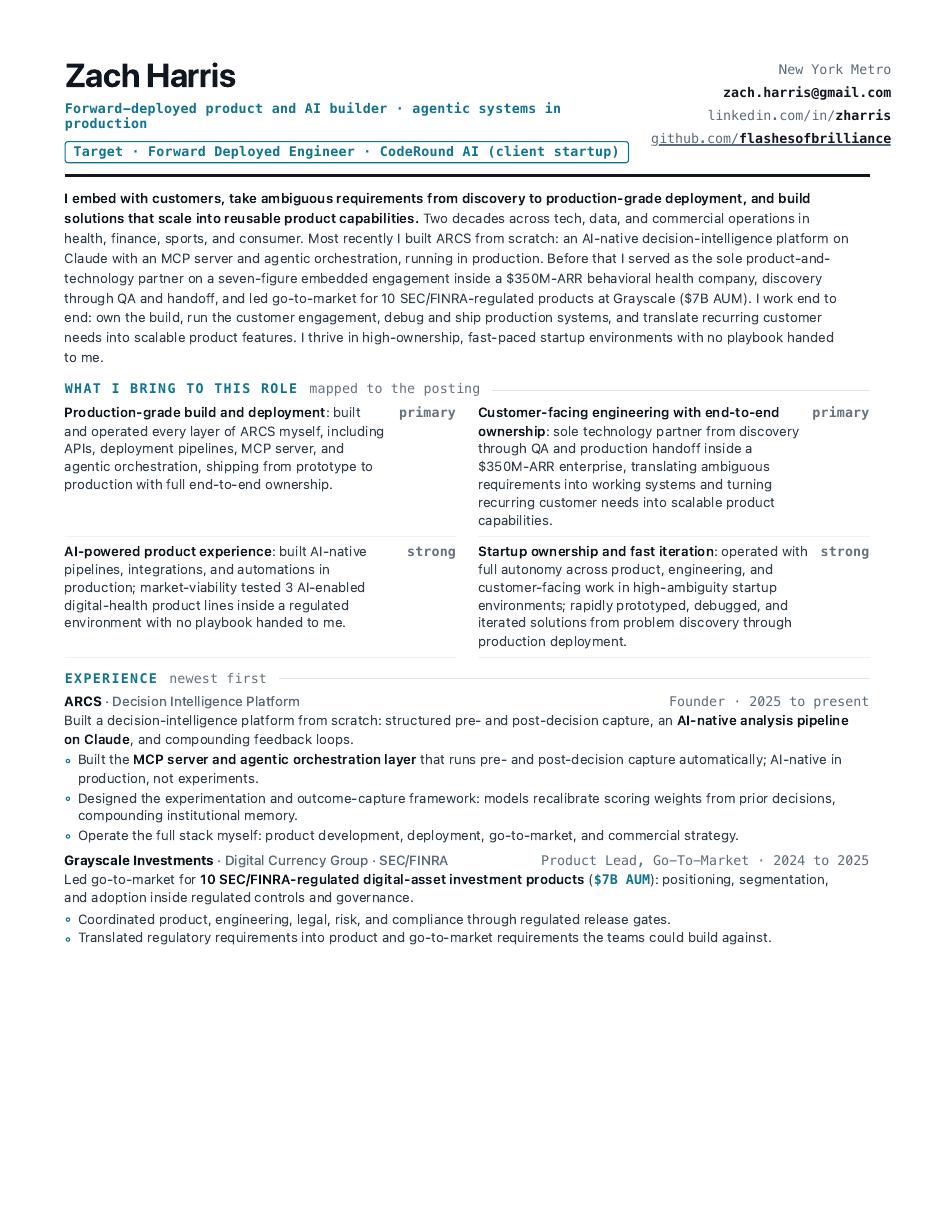 Zach Harris
New York Metro
zach.harris@gmail.com
linkedin.com/in/zharris
github.com/flashesofbrilliance
Forward-deployed product and AI builder · agentic systems in
production
Target · Forward Deployed Engineer · CodeRound AI (client startup)
I embed with customers, take ambiguous requirements from discovery to production-grade deployment, and build
solutions that scale into reusable product capabilities. Two decades across tech, data, and commercial operations in
health, finance, sports, and consumer. Most recently I built ARCS from scratch: an AI-native decision-intelligence platform on
Claude with an MCP server and agentic orchestration, running in production. Before that I served as the sole product-and-
technology partner on a seven-figure embedded engagement inside a $350M-ARR behavioral health company, discovery
through QA and handoff, and led go-to-market for 10 SEC/FINRA-regulated products at Grayscale ($7B AUM). I work end to
end: own the build, run the customer engagement, debug and ship production systems, and translate recurring customer
needs into scalable product features. I thrive in high-ownership, fast-paced startup environments with no playbook handed
to me.
WHAT I BRING TO THIS ROLE mapped to the posting
Production-grade build and deployment: built primary
and operated every layer of ARCS myself, including
APIs, deployment pipelines, MCP server, and
agentic orchestration, shipping from prototype to
production with full end-to-end ownership.
Customer-facing engineering with end-to-end primary
ownership: sole technology partner from discovery
through QA and production handoff inside a
$350M-ARR enterprise, translating ambiguous
requirements into working systems and turning
recurring customer needs into scalable product
capabilities.
AI-powered product experience: built AI-native strong
pipelines, integrations, and automations in
production; market-viability tested 3 AI-enabled
digital-health product lines inside a regulated
environment with no playbook handed to me.
Startup ownership and fast iteration: operated with strong
full autonomy across product, engineering, and
customer-facing work in high-ambiguity startup
environments; rapidly prototyped, debugged, and
iterated solutions from problem discovery through
production deployment.
EXPERIENCE newest first
ARCS · Decision Intelligence Platform Founder · 2025 to present
Built a decision-intelligence platform from scratch: structured pre- and post-decision capture, an AI-native analysis pipeline
on Claude, and compounding feedback loops.
Built the MCP server and agentic orchestration layer that runs pre- and post-decision capture automatically; AI-native in
production, not experiments.
Designed the experimentation and outcome-capture framework: models recalibrate scoring weights from prior decisions,
compounding institutional memory.
Operate the full stack myself: product development, deployment, go-to-market, and commercial strategy.
Grayscale Investments · Digital Currency Group · SEC/FINRA Product Lead, Go-To-Market · 2024 to 2025
Led go-to-market for 10 SEC/FINRA-regulated digital-asset investment products ($7B AUM): positioning, segmentation,
and adoption inside regulated controls and governance.
Coordinated product, engineering, legal, risk, and compliance through regulated release gates.
Translated regulatory requirements into product and go-to-market requirements the teams could build against.